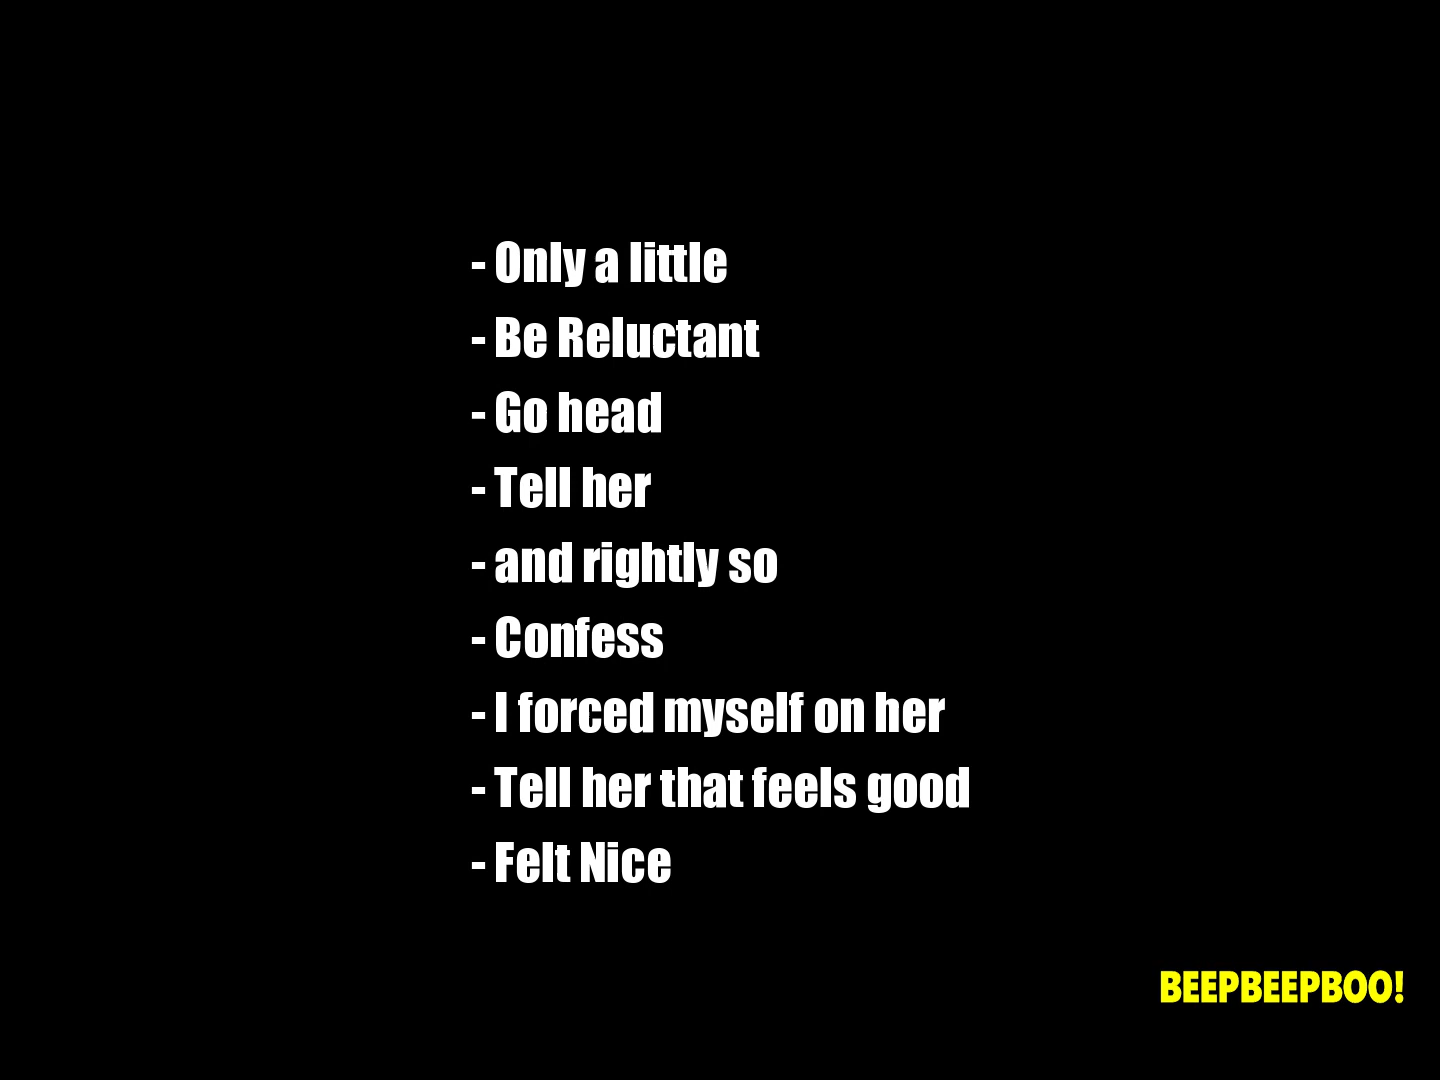 - Only a little
- Be Reluctant
- Go head
- Tell her
- and rightly so
- Confess
- I forced myself on her
- Tell her that feels good
- Felt Nice
BEEPBEEPBOO!